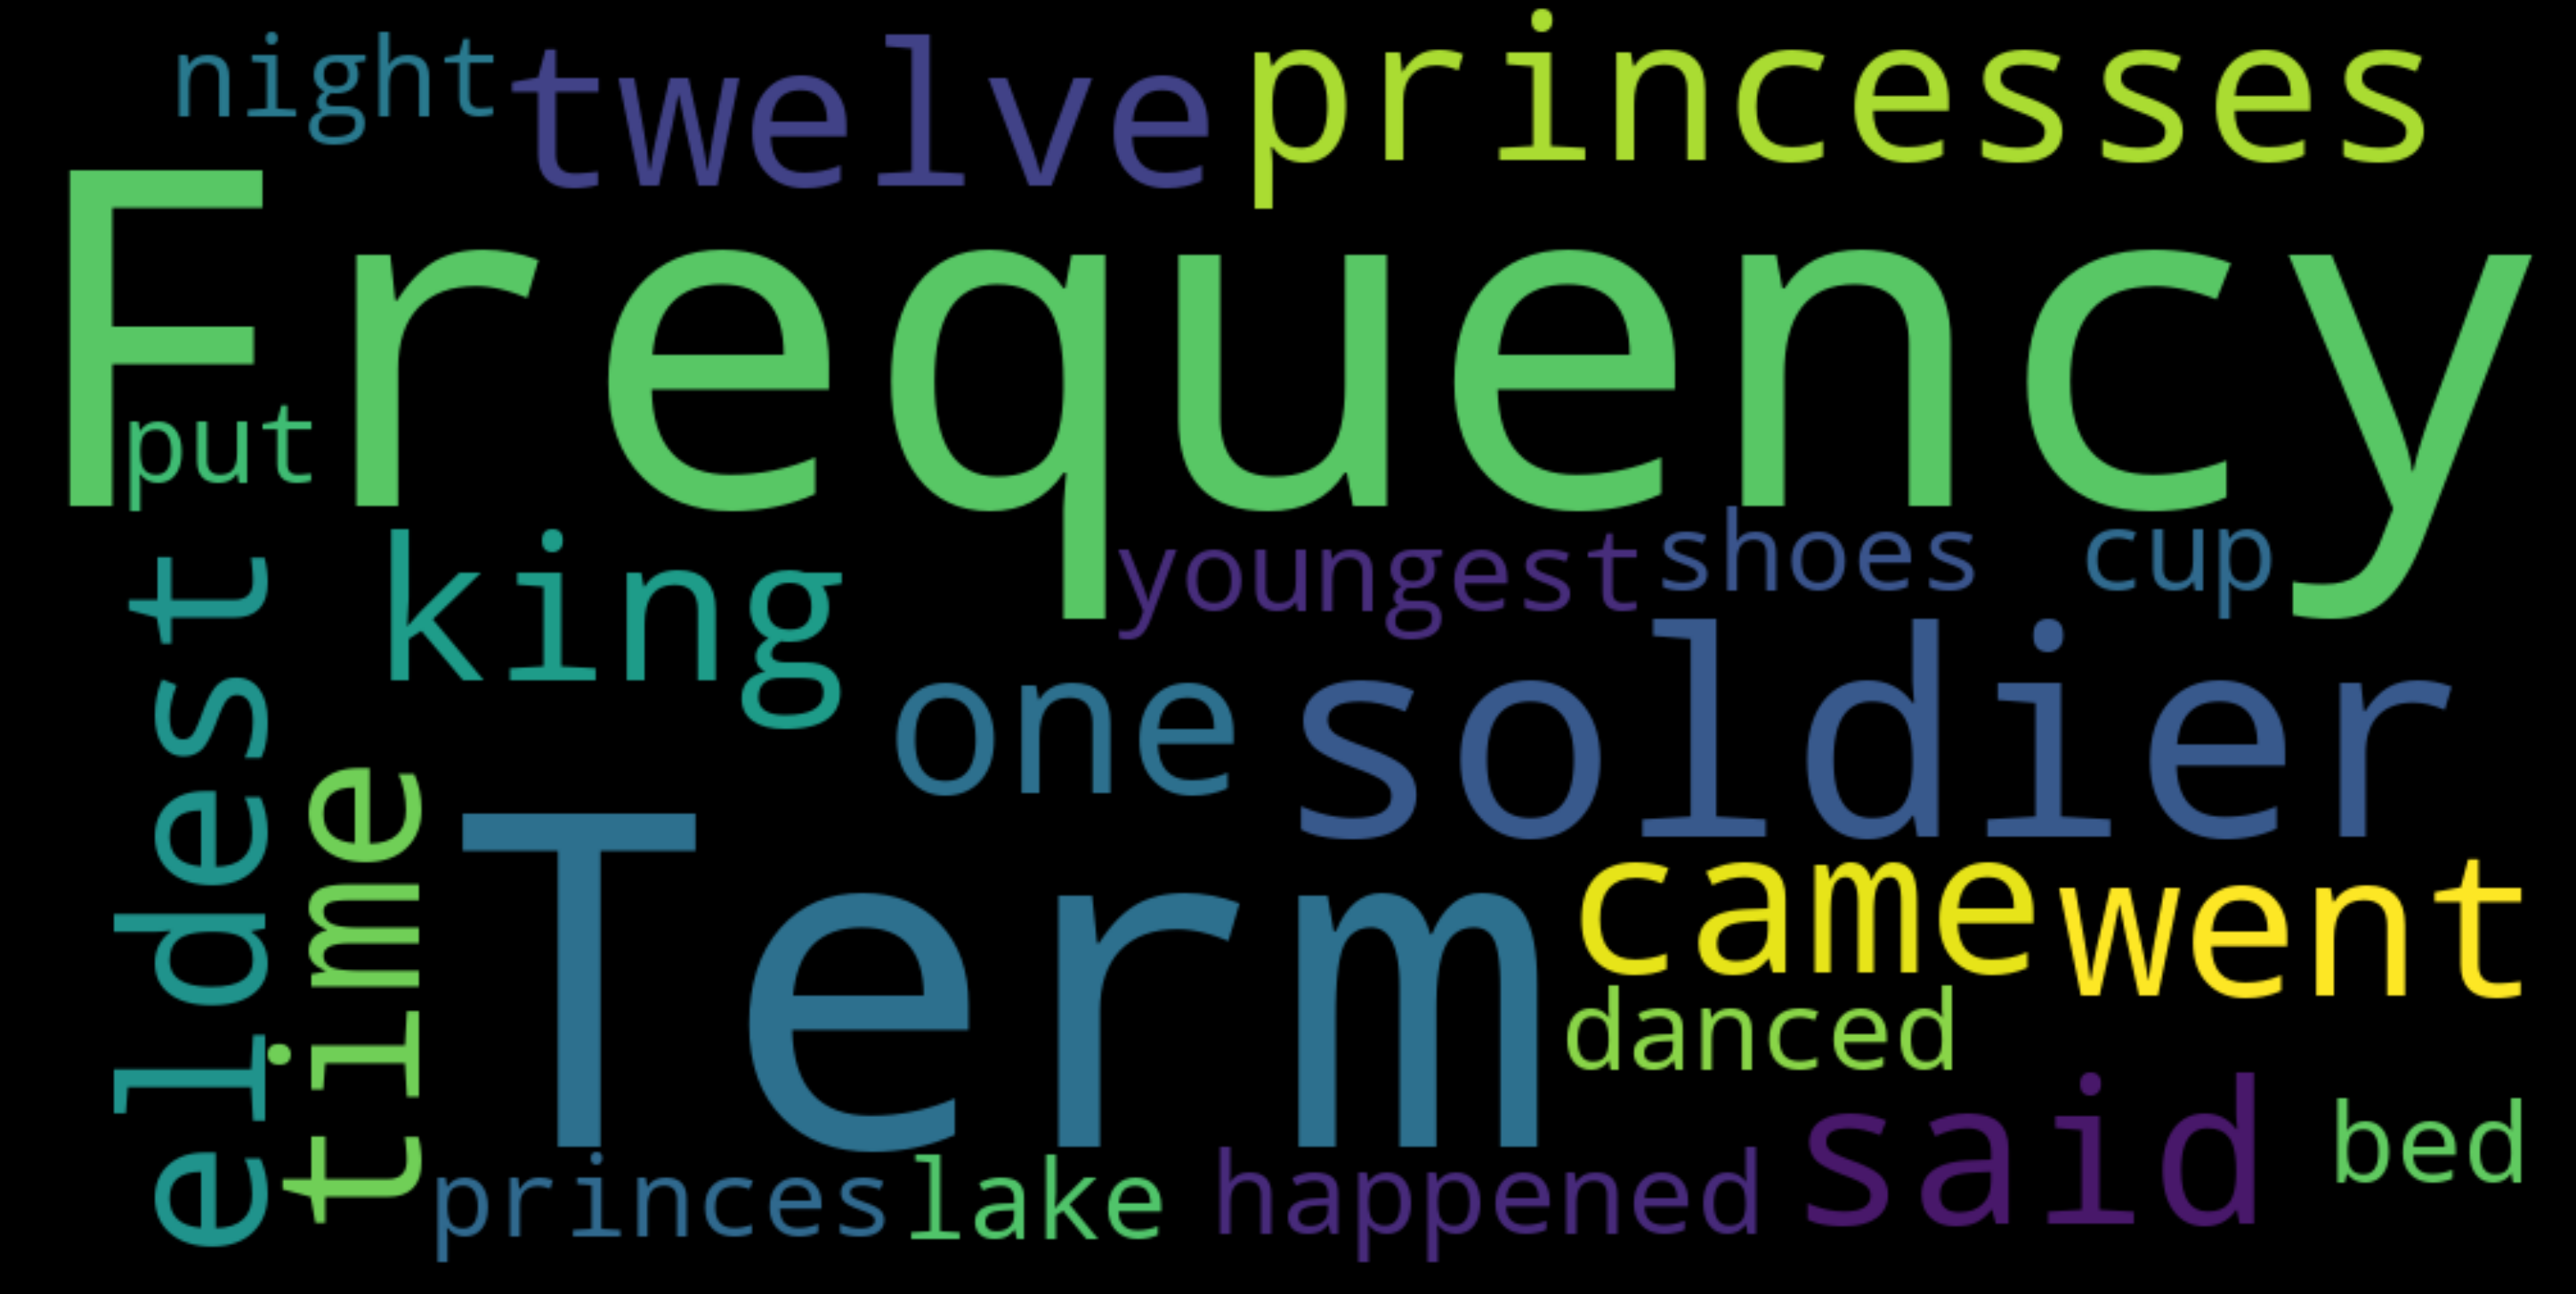 night twelve princesses
Frequency
put
king youngest shoes cup
eldest one soldier
time Term came went
danced
princes lake happened said bed